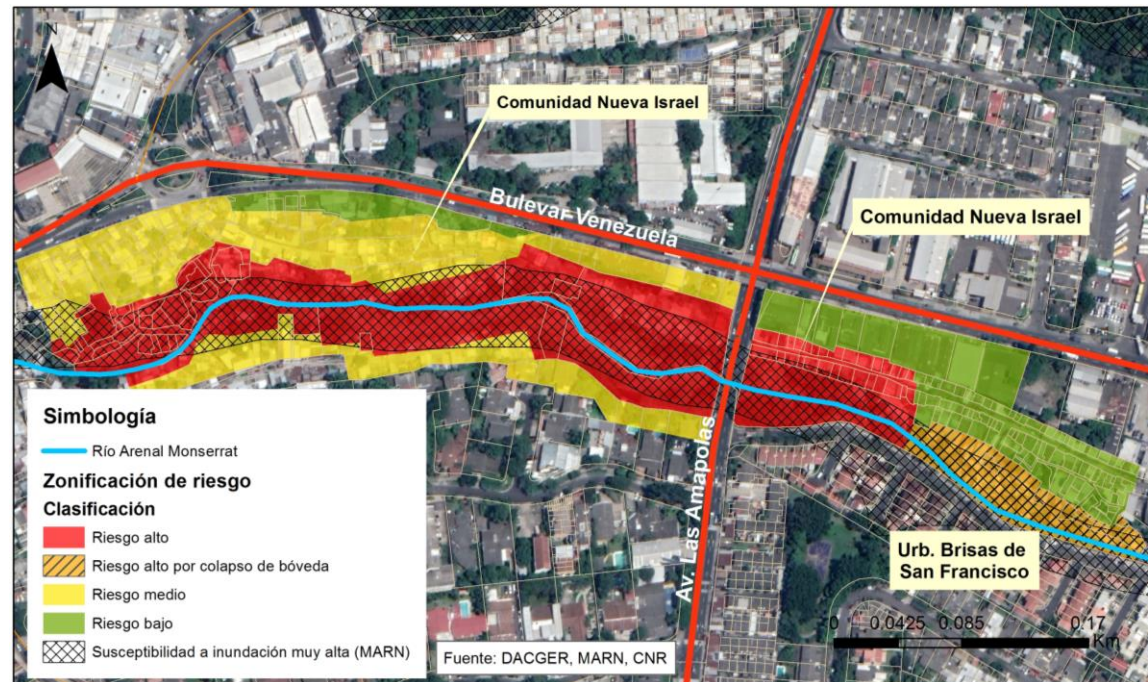 N
Comunidad Nueva Israel
Bulevar Venezuela
Comunidad Nueva Israel
Av. Las Amapolas
Urb. Brisas de
San Francisco
Simbología
Río Arenal Monserrat
Zonificación de riesgo
Clasificación
Riesgo alto
Riesgo alto por colapso de bóveda
Riesgo medio
Riesgo bajo
Susceptibilidad a inundación muy alta (MARN)
Fuente: DACGER, MARN, CNR
0 0.0425 0.085 0.17
Km